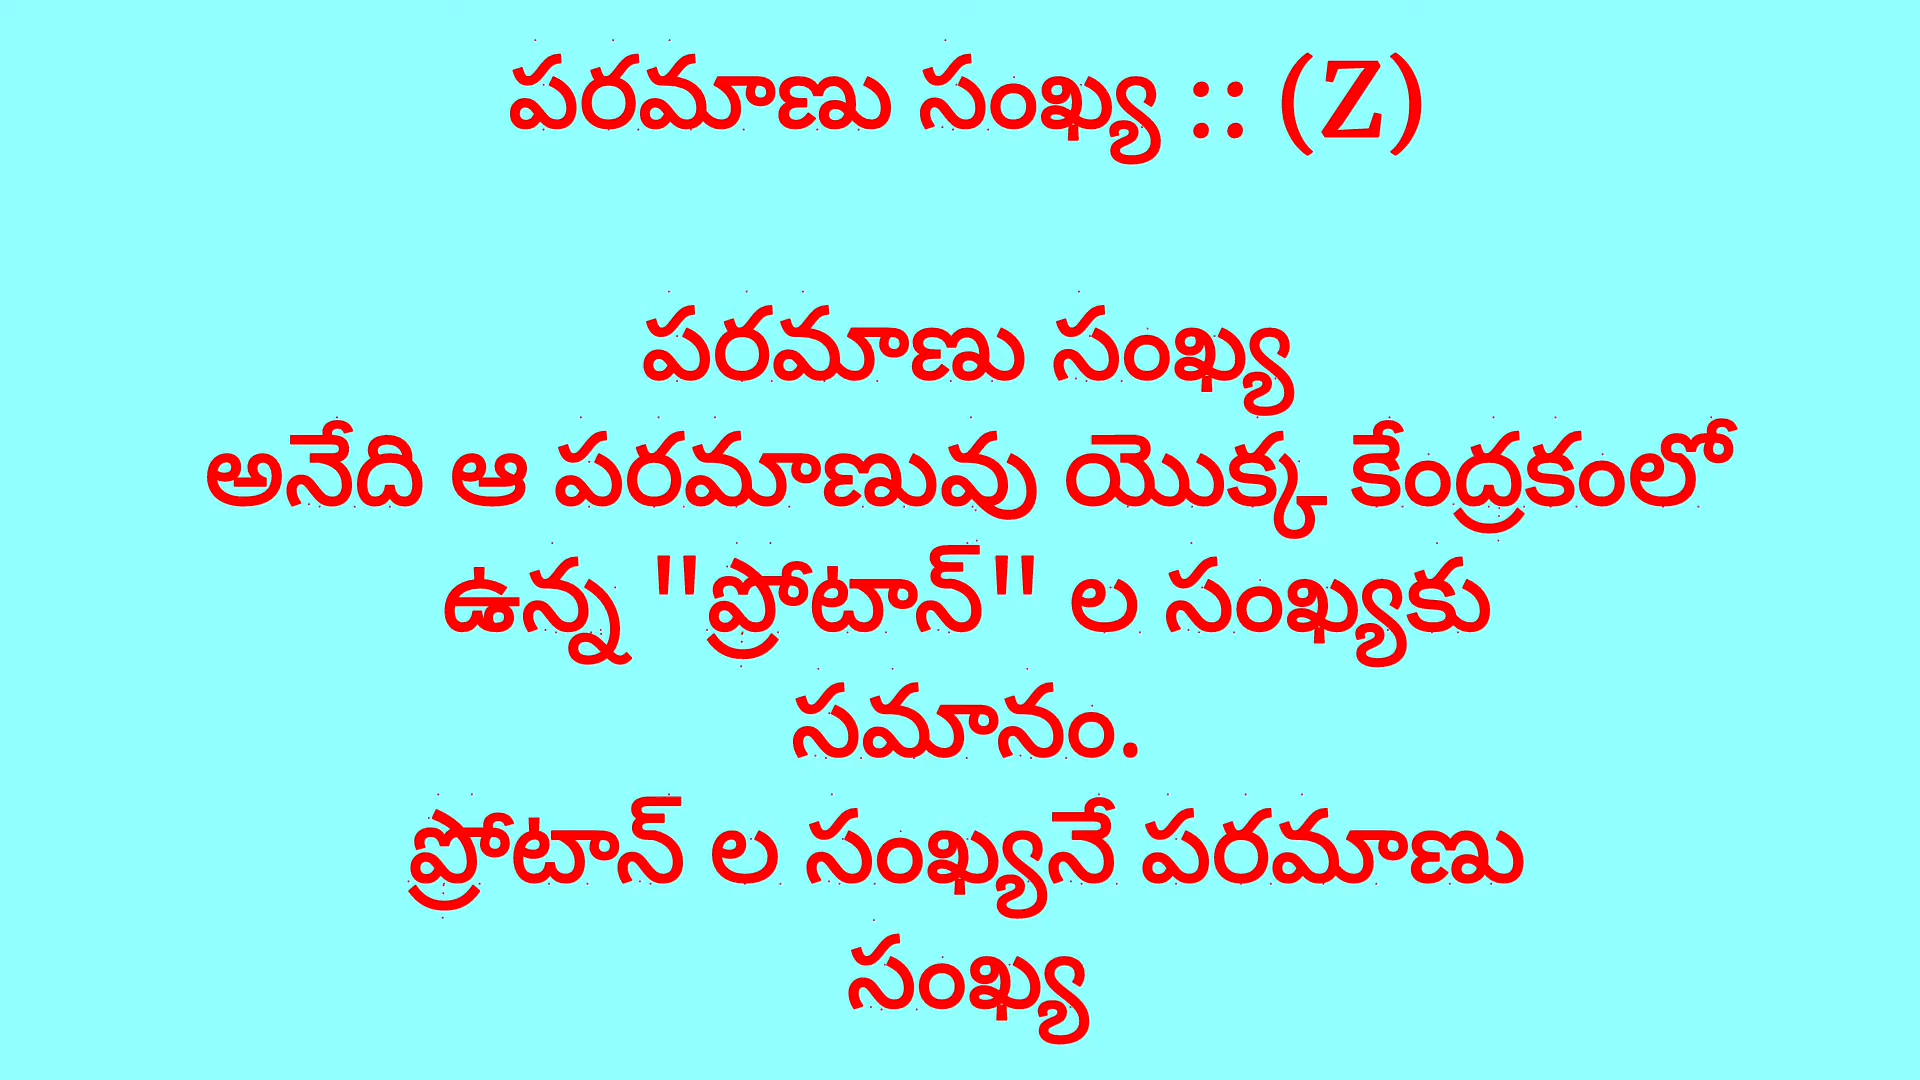 పరమాణు సంఖ్య :: (Z)
పరమాణు సంఖ్య
అనేది ఆ పరమాణువు యొక్క కేంద్రకంలో
ఉన్న "ప్రోటాన్" ల సంఖ్యకు
సమానం.
ప్రోటాన్ ల సంఖ్యనే పరమాణు
సంఖ్య